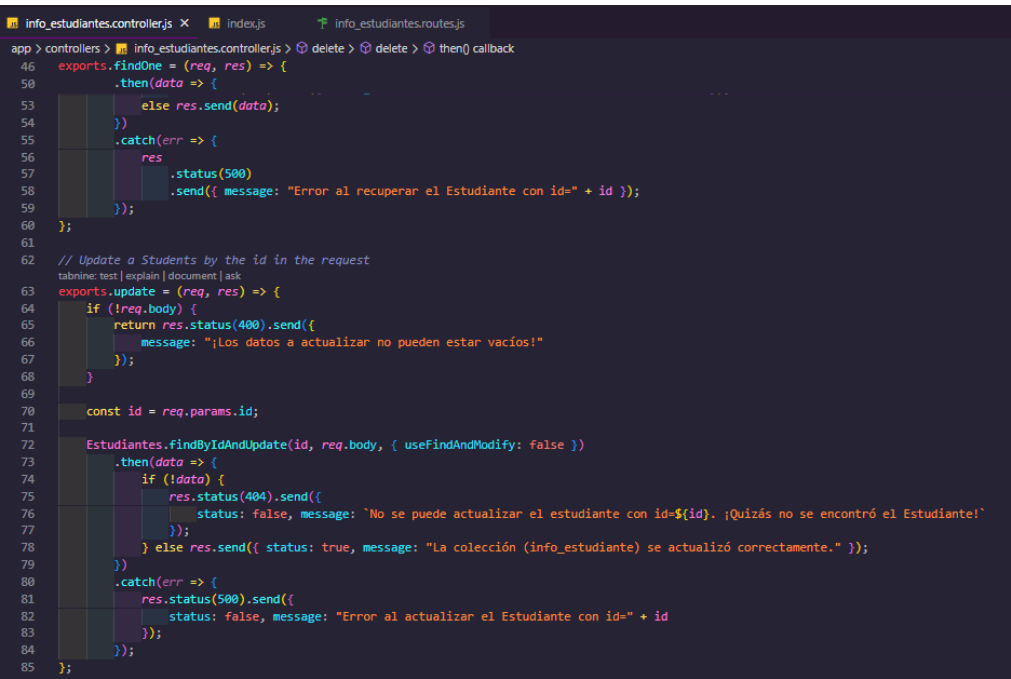 info_estudiantes.controller.js × index.js info_estudiantes.routes.js
app > controllers > info_estudiantes.controller.js > delete > delete > then() callback
46 exports.findOne = (req, res) => {
50 .then(data => {
53 else res.send(data);
54 })
55 .catch(err => {
56 res
57 .status(500)
58 .send({ message: "Error al recuperar el Estudiante con id=" + id });
59 });
60 };
61
62 // Update a Students by the id in the request
tabnine: test | explain | document | ask
63 exports.update = (req, res) => {
64 if (!req.body) {
65 return res.status(400).send({
66 message: "¡Los datos a actualizar no pueden estar vacíos!"
67 });
68 }
69
70 const id = req.params.id;
71
72 Estudiantes.findByIdAndUpdate(id, req.body, { useFindAndModify: false })
73 .then(data => {
74 if (!data) {
75 res.status(404).send({
76 status: false, message: `No se puede actualizar el estudiante con id=${id}. ¡Quizás no se encontró el Estudiante!`
77 });
78 } else res.send({ status: true, message: "La colección (info_estudiante) se actualizó correctamente." });
79 })
80 .catch(err => {
81 res.status(500).send({
82 status: false, message: "Error al actualizar el Estudiante con id=" + id
83 });
84 });
85 };